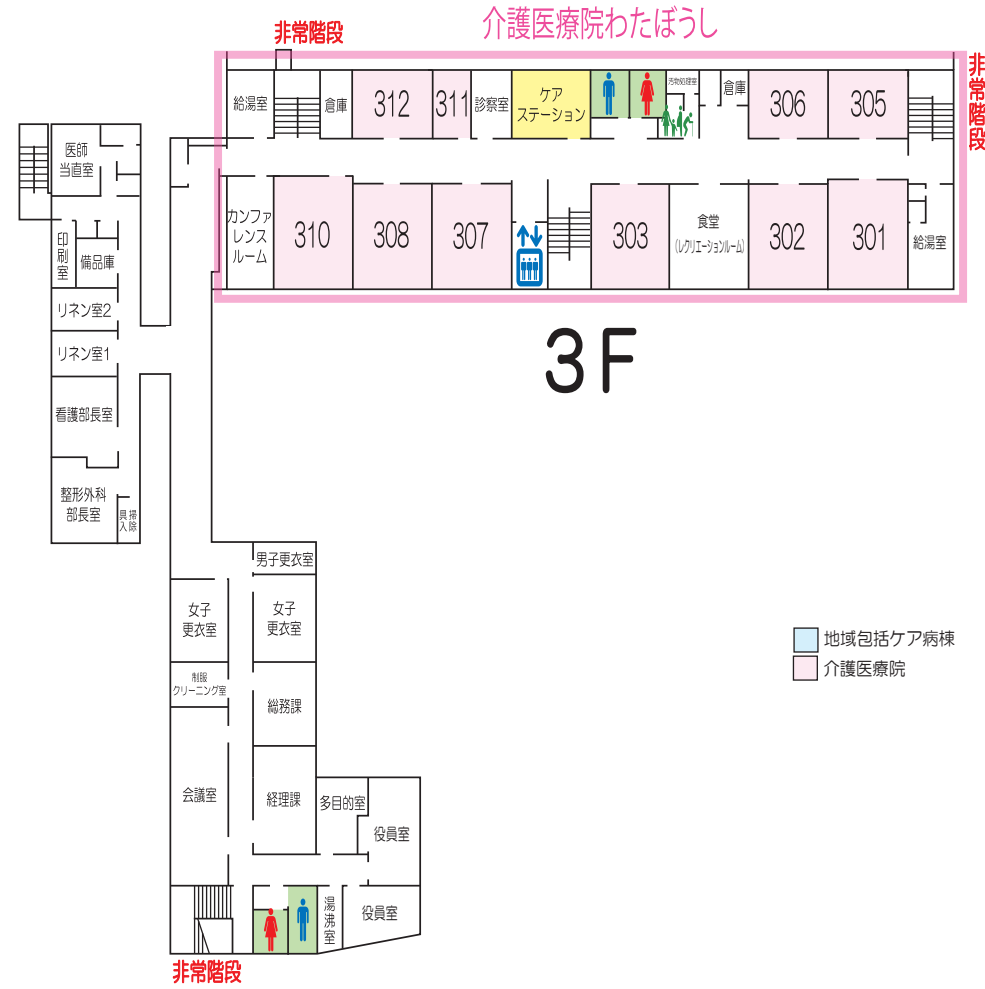 介護医療院わたぼうし
非常階段
非常階段
給湯室
倉庫
312
311
診察室
ケア
ステーション
汚物処理室
倉庫
306
305
医師
当直室
カンファ
レンス
ルーム
310
308
307
303
食堂
(レクリエーションルーム)
302
301
給湯室
印刷室
備品庫
リネン室2
リネン室1
3F
看護部長室
整形外科
部長室
掃除
具入
男子更衣室
女子
更衣室
女子
更衣室
地域包括ケア病棟
介護医療院
制服
クリーニング室
総務課
会議室
経理課
多目的室
役員室
湯沸室
役員室
非常階段